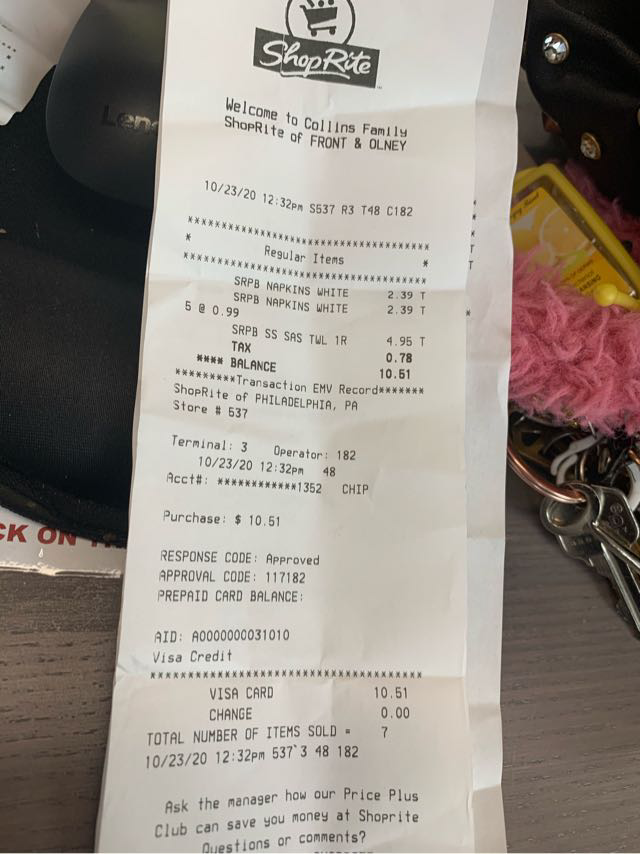 ShopRite
Welcome to Collins Family
ShopRite of FRONT & OLNEY
10/23/20 12:32pm S537 R3 T48 C182
************************************
* Regular Items *
************************************
SRPB NAPKINS WHITE 2.39 T
SRPB NAPKINS WHITE 2.39 T
5 @ 0.99
SRPB SS SAS TWL 1R 4.95 T
TAX 0.78
**** BALANCE 10.51
*********Transaction EMV Record*******
ShopRite of PHILADELPHIA, PA
Store # 537
Terminal: 3 Operator: 182
10/23/20 12:32pm 48
Acct#: ************1352 CHIP
Purchase: $ 10.51
RESPONSE CODE: Approved
APPROVAL CODE: 117182
PREPAID CARD BALANCE:
AID: A0000000031010
Visa Credit
************************************
VISA CARD 10.51
CHANGE 0.00
TOTAL NUMBER OF ITEMS SOLD = 7
10/23/20 12:32pm 537 3 48 182
Ask the manager how our Price Plus
Club can save you money at Shoprite
Questions or comments?
CK ON